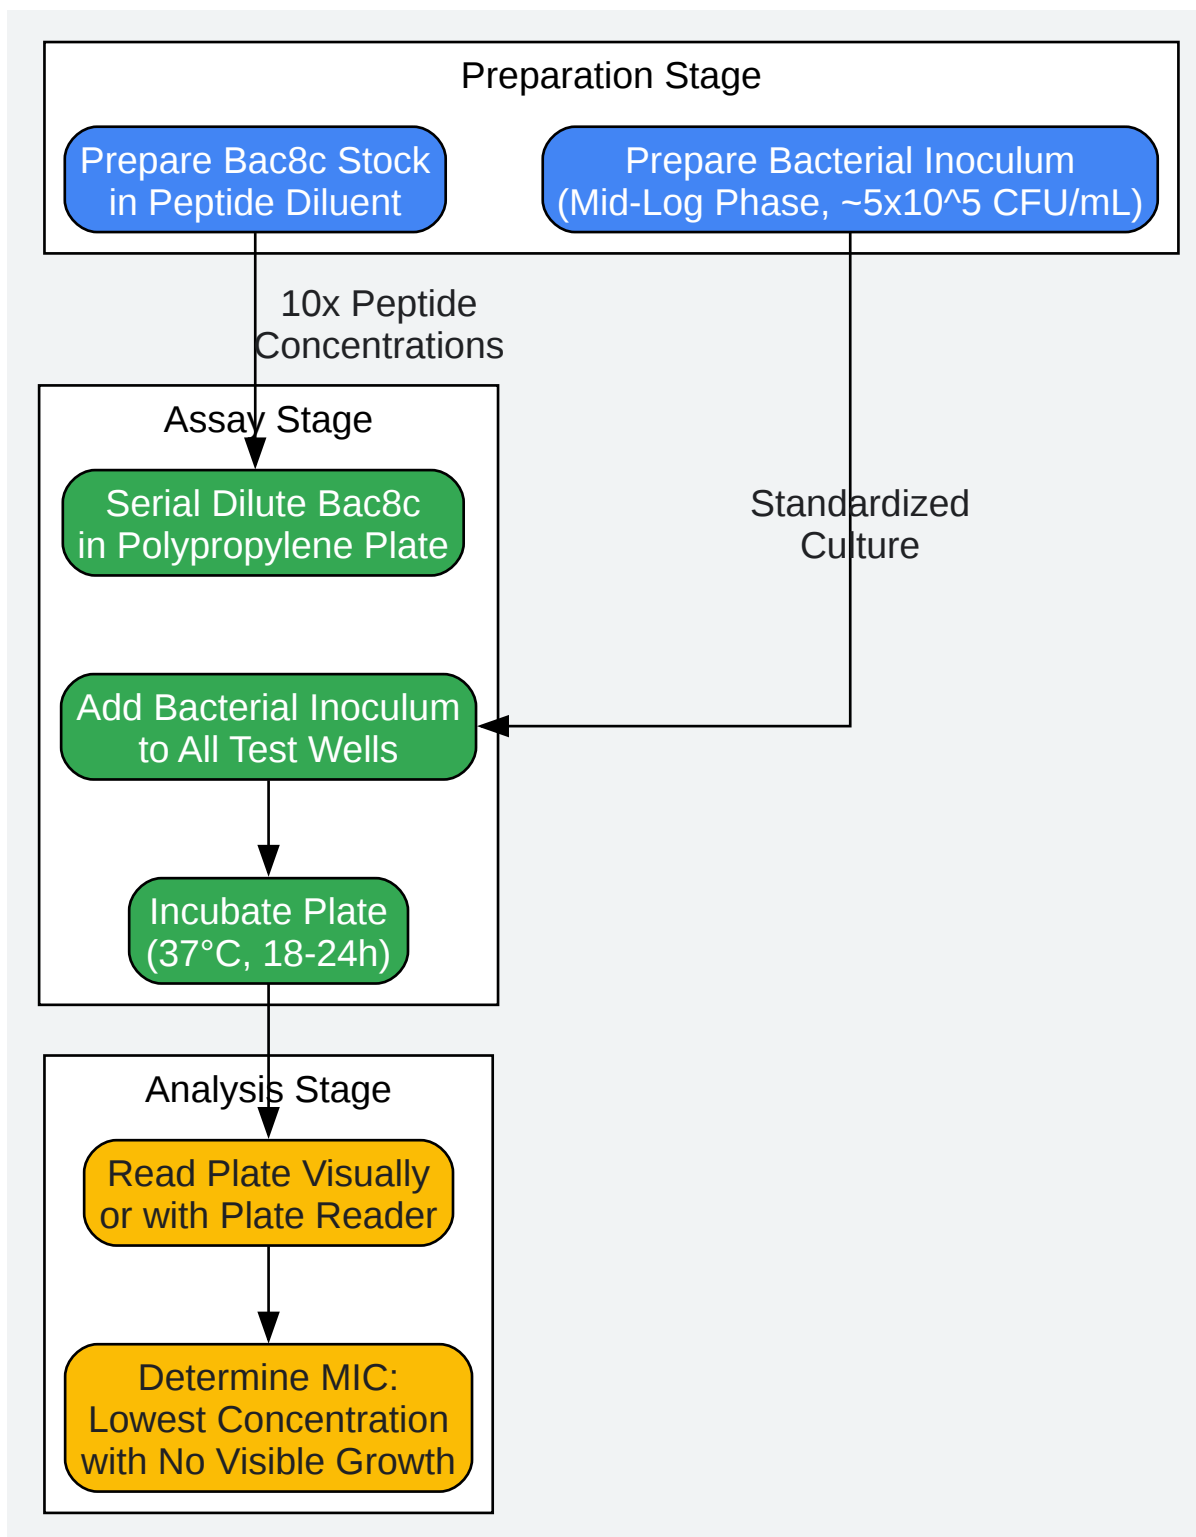 Preparation Stage
Prepare Bac8c Stock
in Peptide Diluent
Prepare Bacterial Inoculum
(Mid-Log Phase, ~5x10^5 CFU/mL)
10x Peptide
Concentrations
Assay Stage
Serial Dilute Bac8c
in Polypropylene Plate
Standardized
Culture
Add Bacterial Inoculum
to All Test Wells
Incubate Plate
(37°C, 18-24h)
Analysis Stage
Read Plate Visually
or with Plate Reader
Determine MIC:
Lowest Concentration
with No Visible Growth